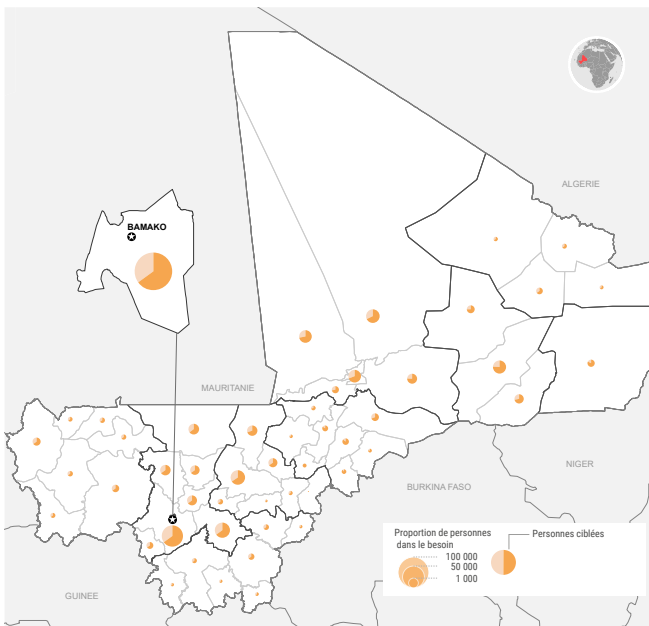 ALGERIE
BAMAKO
MAURITANIE
NIGER
BURKINA FASO
GUINEE
Proportion de personnes
dans le besoin
100 000
50 000
1 000
Personnes ciblées